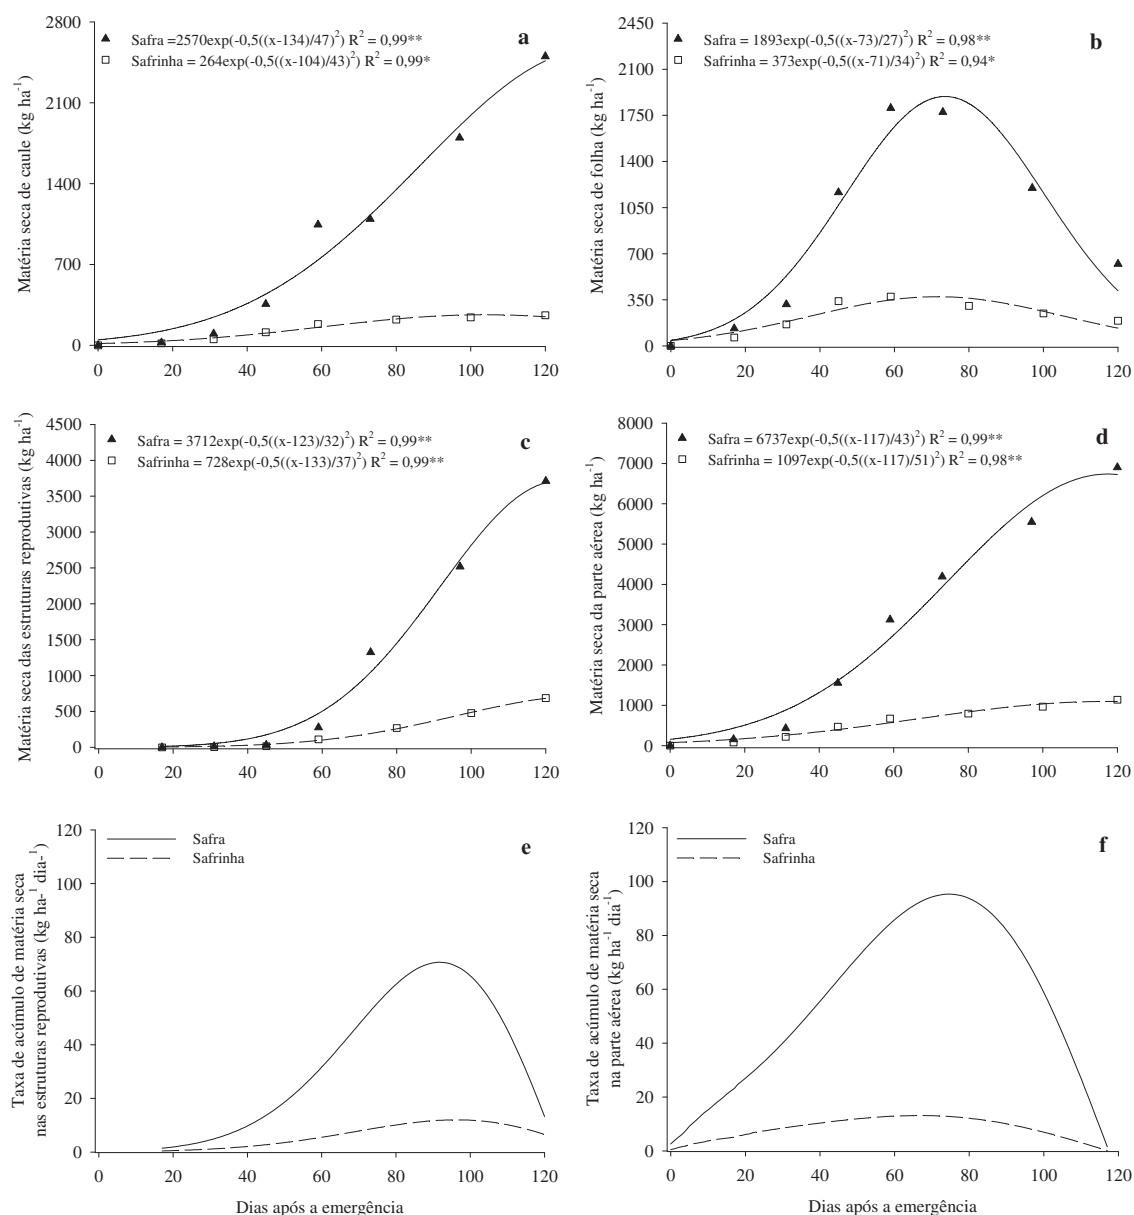 Matéria seca de caule (kg ha⁻¹)
2800
2100
1400
700
0
Safra =2570exp(-0,5((x-134)/47)²) R² = 0,99**
Safrinha = 264exp(-0,5((x-104)/43)²) R² = 0,99*
a
0 20 40 60 80 100 120
Matéria seca de folha (kg ha⁻¹)
2450
2100
1750
1400
1050
700
350
0
Safra = 1893exp(-0,5((x-73)/27)²) R² = 0,98**
Safrinha = 373exp(-0,5((x-71)/34)²) R² = 0,94*
b
0 20 40 60 80 100 120
Matéria seca das estruturas reprodutivas (kg ha⁻¹)
4500
4000
3500
3000
2500
2000
1500
1000
500
0
Safra = 3712exp(-0,5((x-123)/32)²) R² = 0,99**
Safrinha = 728exp(-0,5((x-133)/37)²) R² = 0,99**
c
0 20 40 60 80 100 120
Matéria seca da parte aérea (kg ha⁻¹)
8000
7000
6000
5000
4000
3000
2000
1000
0
Safra = 6737exp(-0,5((x-117)/43)²) R² = 0,99**
Safrinha = 1097exp(-0,5((x-117)/51)²) R² = 0,98**
d
0 20 40 60 80 100 120
Taxa de acúmulo de matéria seca
nas estruturas reprodutivas (kg ha-¹ dia-¹)
120
100
80
60
40
20
0
Safra
Safrinha
e
0 20 40 60 80 100 120
Dias após a emergência
Taxa de acúmulo de matéria seca
na parte aérea (kg ha⁻¹ dia⁻¹)
120
100
80
60
40
20
0
Safra
Safrinha
f
0 20 40 60 80 100 120
Dias após a emergência